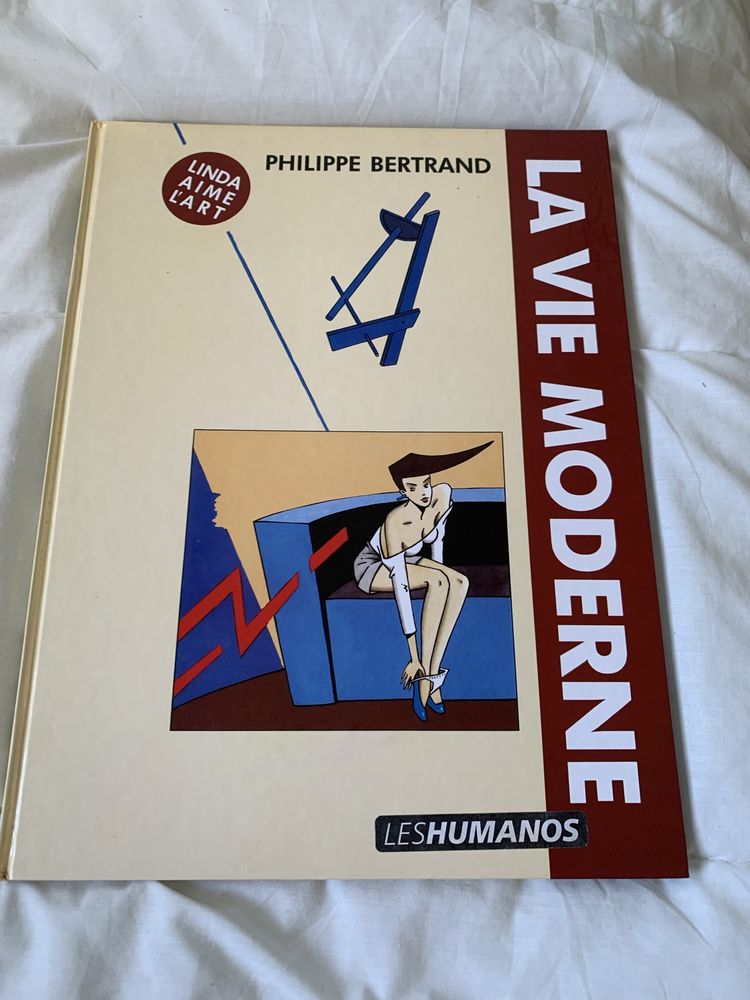 LINDA
AIME
L'ART
PHILIPPE BERTRAND
LA VIE MODERNE
LESHUMANOS